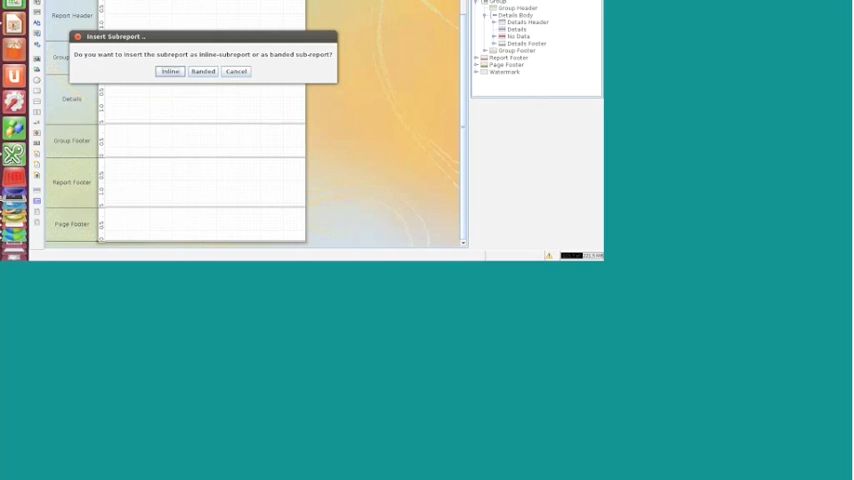 Group
Group Header
Details Body
Details Header
Details
No Data
Details Footer
Group Footer
Report Footer
Page Footer
Watermark
Report Header
Insert Subreport ..
Do you want to insert the subreport as inline-subreport or as banded sub-report?
Inline
Banded
Cancel
Details
Group Footer
Report Footer
Page Footer